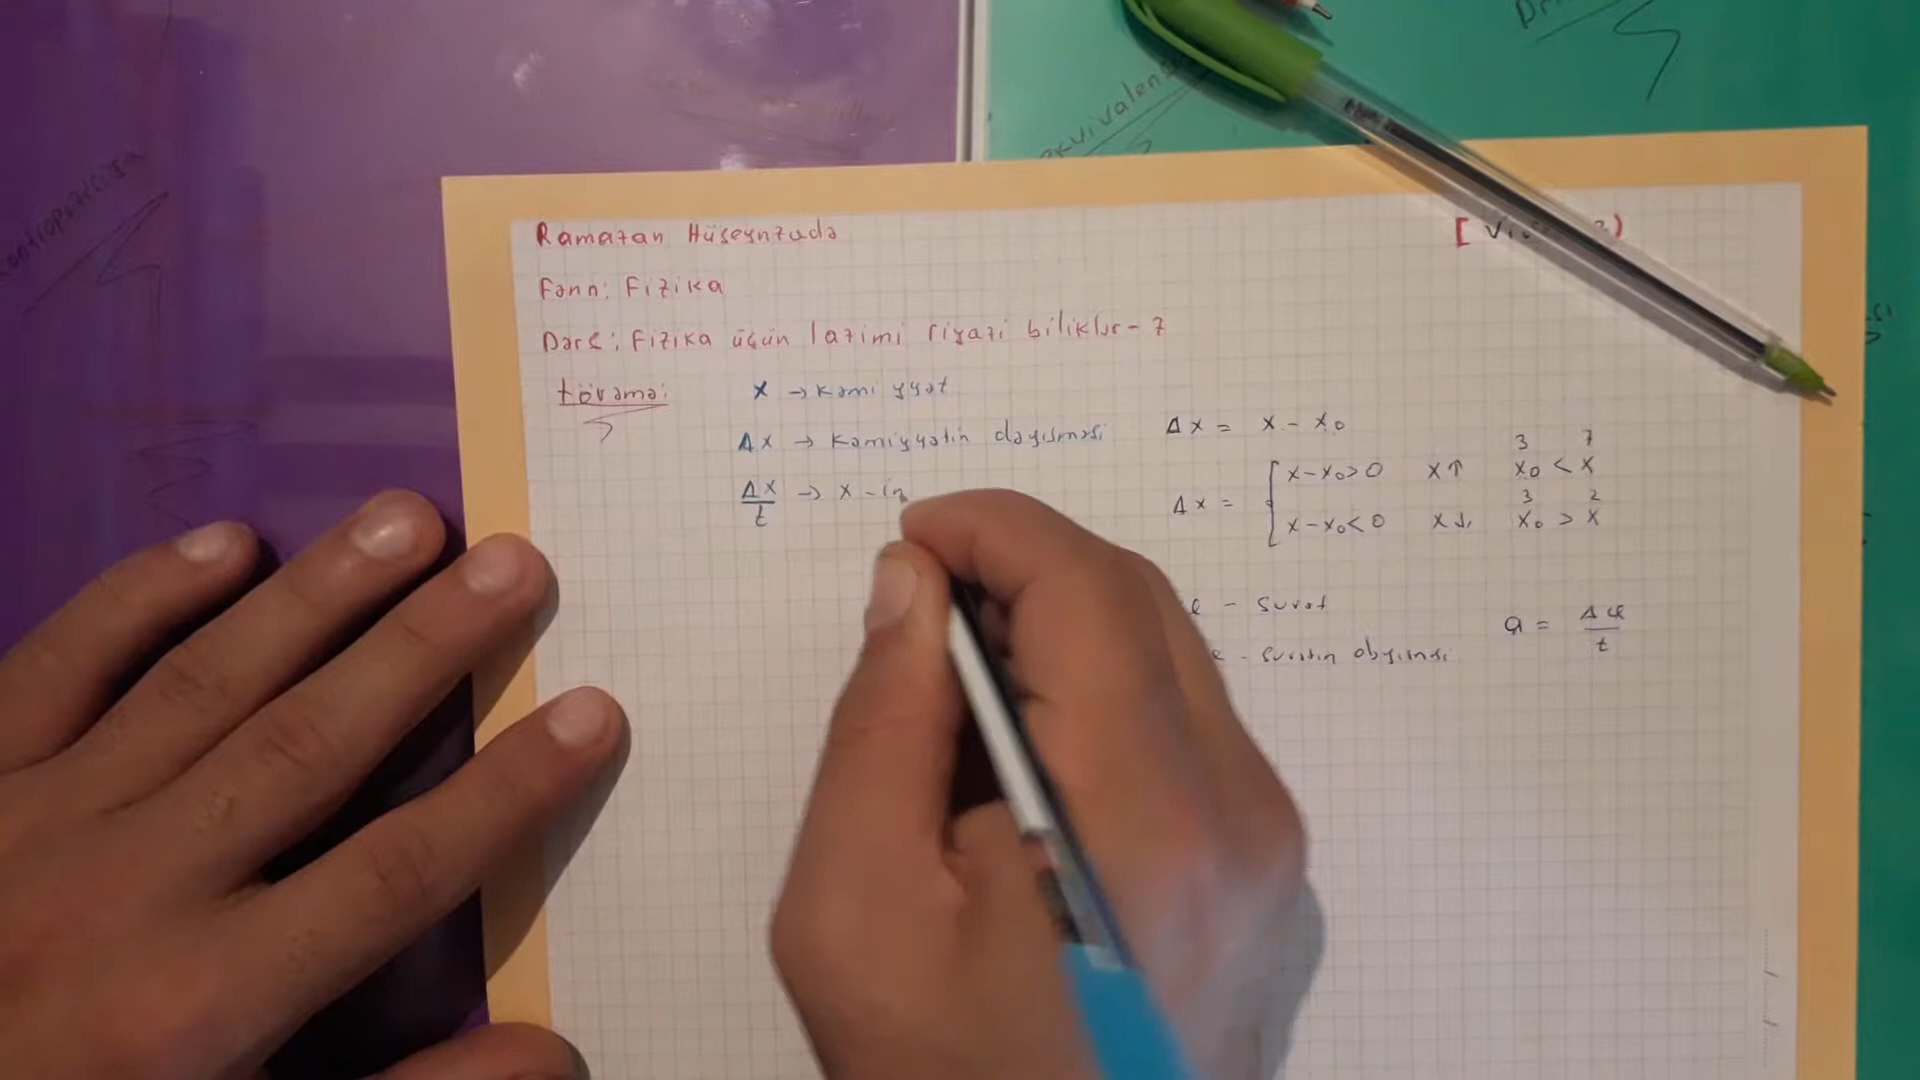 Ramazan Hüseynzadə
Fənn: Fizika
Dərs: Fizika üçün lazımi riyazi biliklər - 7
törəmə:
x → kəmiyyət
Δx → kəmiyyətin dəyişməsi
Δx/t → x - in
Δx = x - x₀
3 7
x - x₀ > 0 x↑ x₀ < x
Δx =
3 2
x - x₀ < 0 x↓ x₀ > x
- sürət
- sürətin dəyişməsi
ekvivalens